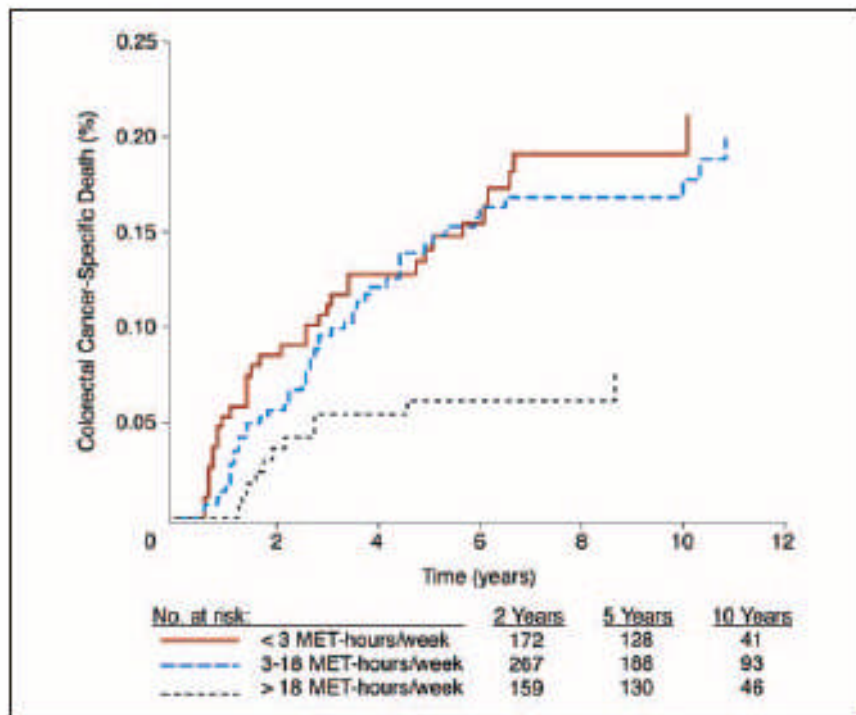 0.25
0.20
0.15
0.10
0.05
0
2
4
6
8
10
12
Colorectal Cancer-Specific Death (%)
Time (years)
No. at risk: 2 Years 5 Years 10 Years
< 3 MET-hours/week 172 128 41
3-18 MET-hours/week 267 188 93
> 18 MET-hours/week 159 130 46